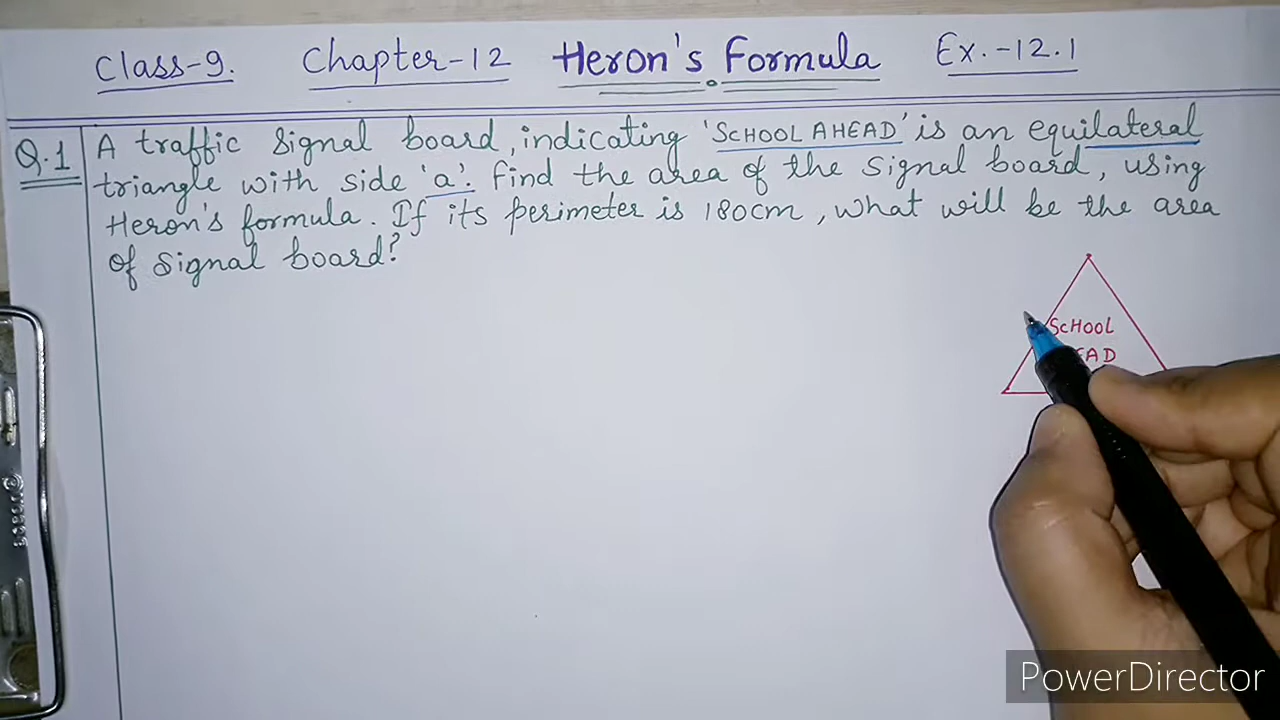 Class-9. Chapter-12 Heron's Formula Ex.-12.1
Q.1 A traffic signal board, indicating 'SCHOOL AHEAD' is an equilateral
triangle with side 'a'. Find the area of the signal board, using
Heron's formula. If its perimeter is 180cm, what will be the area
of signal board?
SCHOOL
PowerDirector